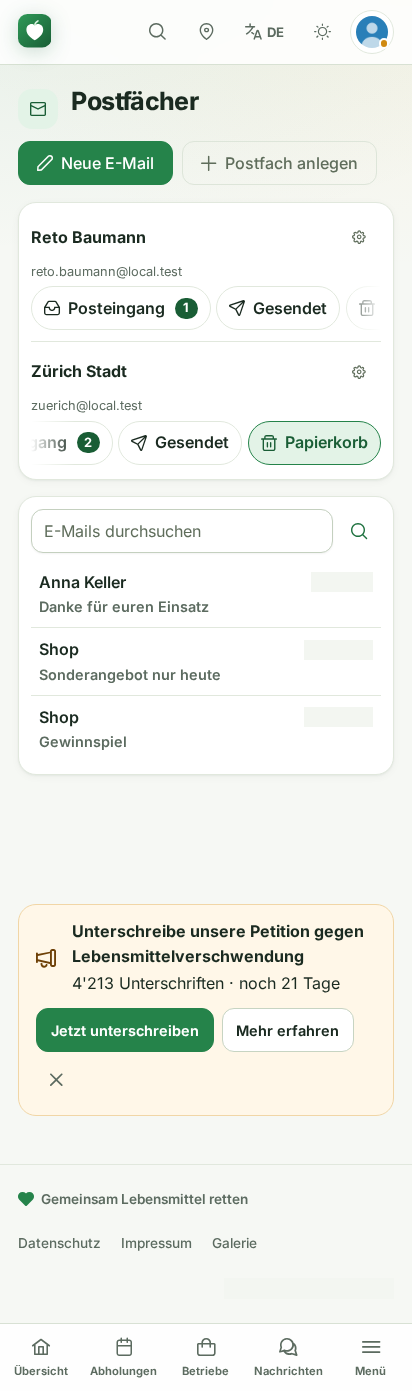 DE
Postfächer
Neue E-Mail
Postfach anlegen
Reto Baumann
reto.baumann@local.test
Posteingang 1
Gesendet
Zürich Stadt
zuerich@local.test
gang 2
Gesendet
Papierkorb
E-Mails durchsuchen
Anna Keller
Danke für euren Einsatz
Shop
Sonderangebot nur heute
Shop
Gewinnspiel
Unterschreibe unsere Petition gegen
Lebensmittelverschwendung
4'213 Unterschriften · noch 21 Tage
Jetzt unterschreiben
Mehr erfahren
Gemeinsam Lebensmittel retten
Datenschutz Impressum Galerie
Übersicht Abholungen Betriebe Nachrichten Menü